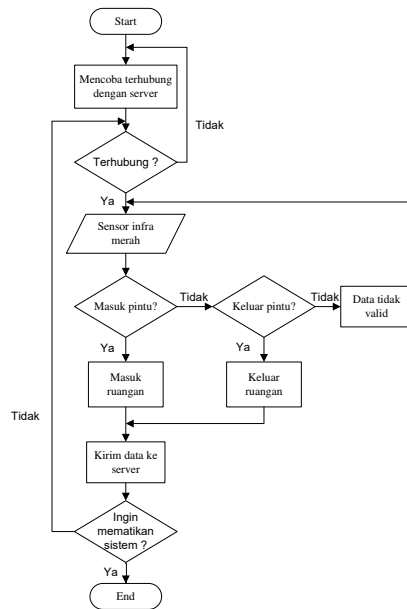 Start
Mencoba terhubung
dengan server
Tidak
Terhubung ?
Ya
Sensor infra
merah
Masuk pintu?
Tidak
Keluar pintu?
Tidak
Data tidak
valid
Ya
Ya
Masuk
ruangan
Keluar
ruangan
Tidak
Kirim data ke
server
Ingin
mematikan
sistem ?
Ya
End